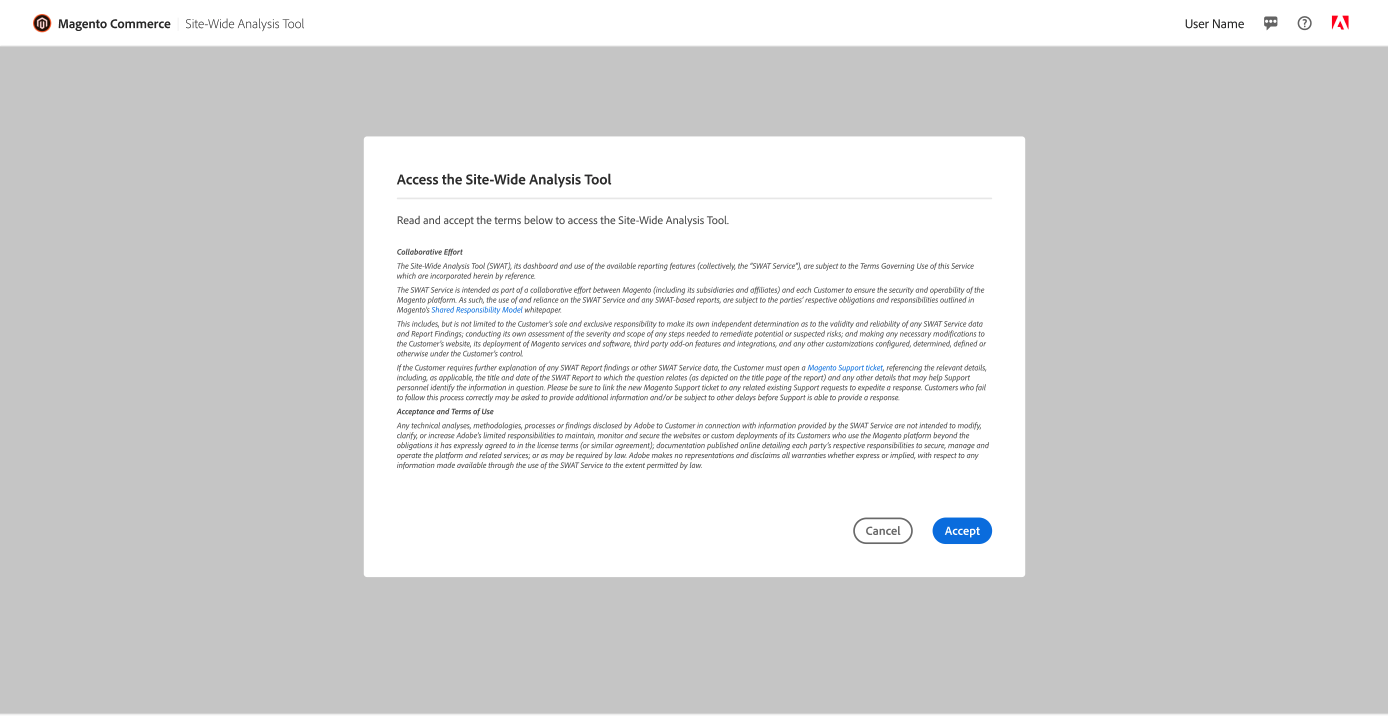 Magento Commerce Site-Wide Analysis Tool User Name
Access the Site-Wide Analysis Tool
Read and accept the terms below to access the Site-Wide Analysis Tool.
Collaborative Effort
The Site-Wide Analysis Tool (SWAT), its dashboard and use of the available reporting features (collectively, the "SWAT Service"), are subject to the Terms Governing Use of this Service
which are incorporated herein by reference.
The SWAT Service is intended as part of a collaborative effort between Magento (including its subsidiaries and affiliates) and each Customer to ensure the security and operability of the
Magento platform. As such, the use of and reliance on the SWAT Service and any SWAT-based reports, are subject to the parties' respective obligations and responsibilities outlined in
Magento's Shared Responsibility Model whitepaper.
This includes, but is not limited to the Customer's sole and exclusive responsibility to make its own independent determination as to the validity and reliability of any SWAT Service data
and Report Findings; conducting its own assessment of the severity and scope of any steps needed to remediate potential or suspected risks; and making any necessary modifications to
the Customer's website, its deployment of Magento services and software, third party add-on features and integrations, and any other customizations configured, determined, defined or
otherwise under the Customer's control.
If the Customer requires further explanation of any SWAT Report findings or other SWAT Service data, the Customer must open a Magento Support ticket, referencing the relevant details,
including, as applicable, the title and date of the SWAT Report to which the question relates (as depicted on the title page of the report) and any other details that may help Support
personnel identify the information in question. Please be sure to link the new Magento Support ticket to any related existing Support requests to expedite a response. Customers who fail
to follow this process correctly may be asked to provide additional information and/or be subject to other delays before Support is able to provide a response.
Acceptance and Terms of Use
Any technical analyses, methodologies, processes or findings disclosed by Adobe to Customer in connection with information provided by the SWAT Service are not intended to modify,
clarify, or increase Adobe's limited responsibilities to maintain, monitor and secure the websites or custom deployments of its Customers who use the Magento platform beyond the
obligations it has expressly agreed to in the license terms (or similar agreement); documentation published online detailing each party's respective responsibilities to secure, manage and
operate the platform and related services; or as may be required by law. Adobe makes no representations and disclaims all warranties whether express or implied, with respect to any
information made available through the use of the SWAT Service to the extent permitted by law.
Cancel Accept